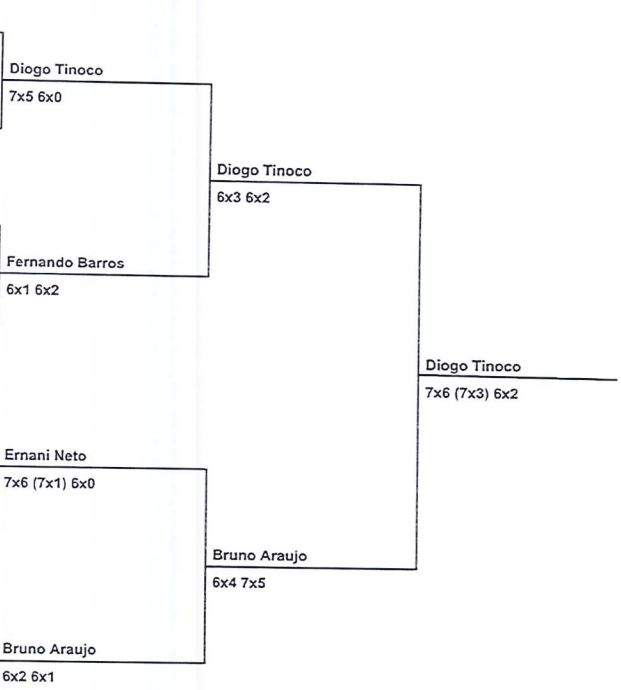 Diogo Tinoco
7x5 6x0
Diogo Tinoco
6x3 6x2
Fernando Barros
6x1 6x2
Diogo Tinoco
7x6 (7x3) 6x2
Ernani Neto
7x6 (7x1) 6x0
Bruno Araujo
6x4 7x5
Bruno Araujo
6x2 6x1